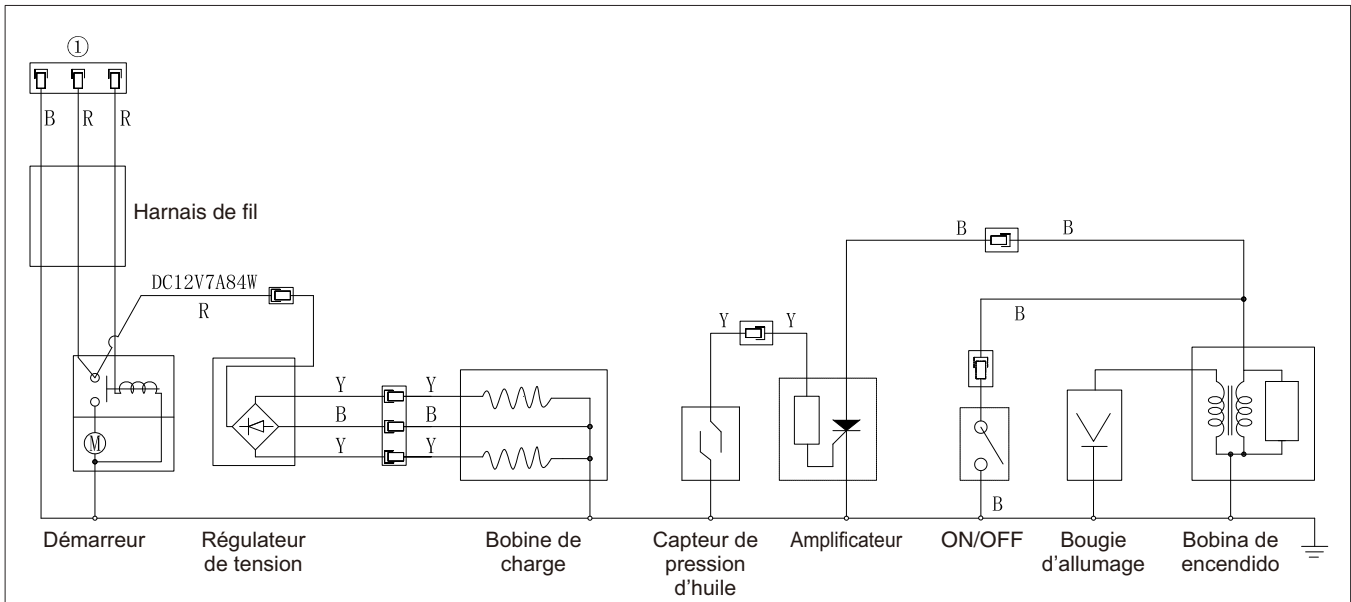 ①
B R R
Harnais de fil
DC12V7A84W
R
B B
B
Y Y
Y Y
B B
Y Y
M
B
Démarreur
Régulateur
de tension
Bobine de
charge
Capteur de
pression
d'huile
Amplificateur
ON/OFF
Bougie
d'allumage
Bobina de
encendido